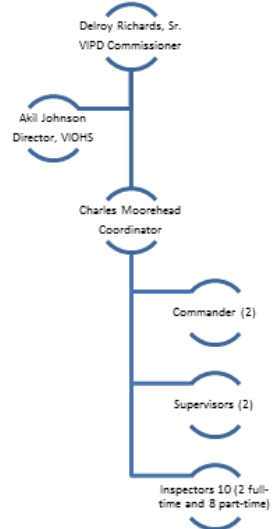 Delroy Richards, Sr.
VIPD Commissioner
Akil Johnson
Director, VIOHS
Charles Moorehead
Coordinator
Commander (2)
Supervisors (2)
Inspectors 10 (2 full-
time and 8 part-time)